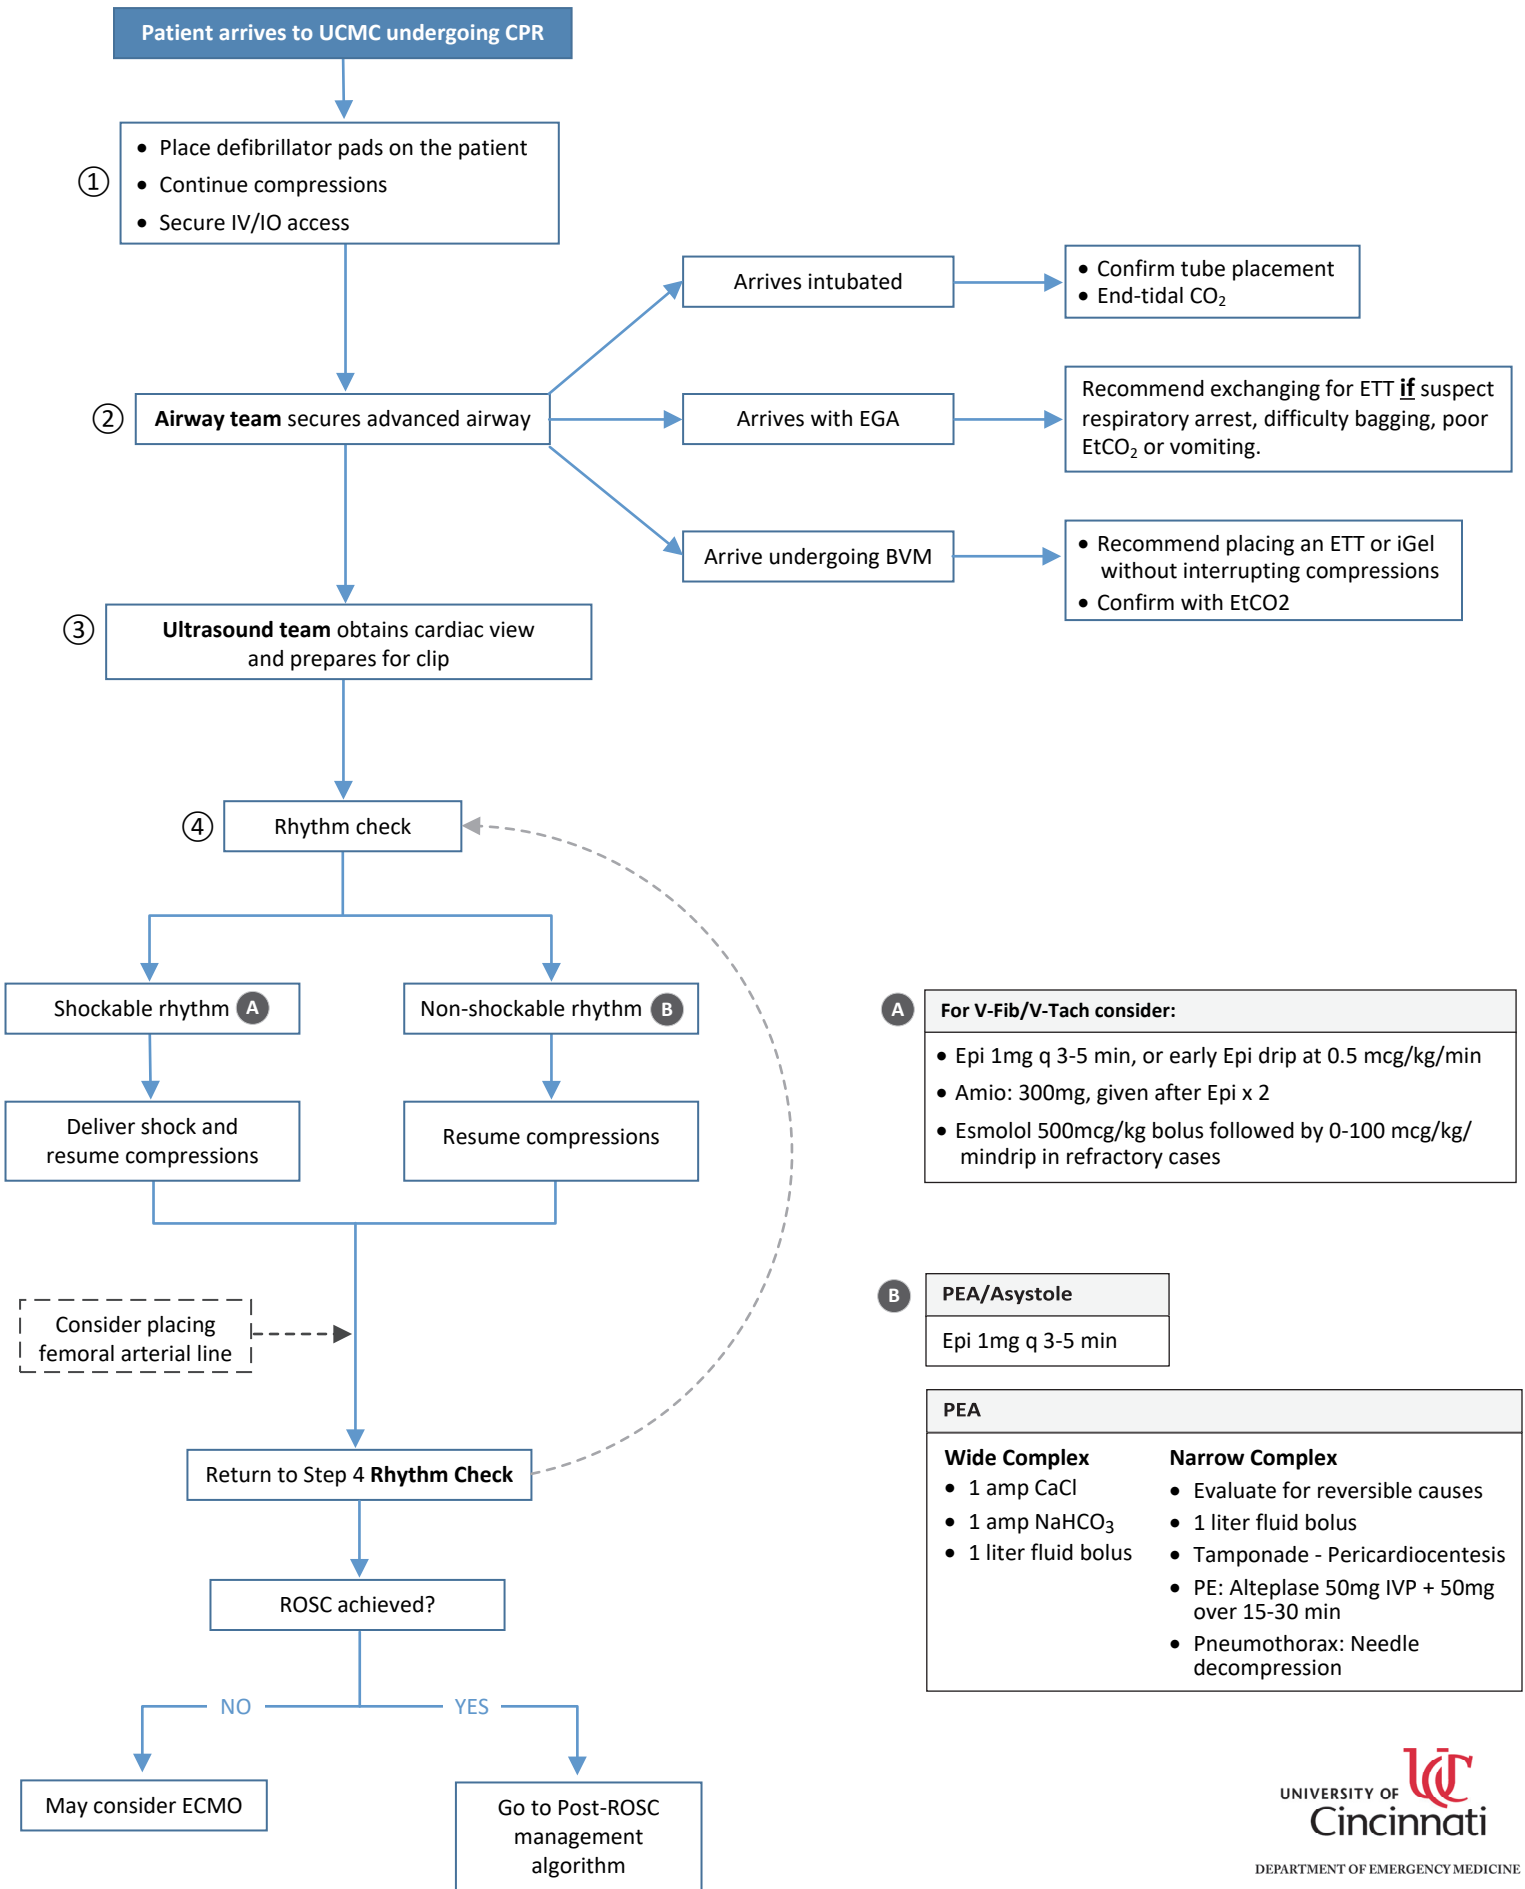 Patient arrives to UCMC undergoing CPR
①
• Place defibrillator pads on the patient
• Continue compressions
• Secure IV/IO access
②
Airway team secures advanced airway
Arrives intubated
• Confirm tube placement
• End-tidal CO₂
Arrives with EGA
Recommend exchanging for ETT if suspect
respiratory arrest, difficulty bagging, poor
EtCO₂ or vomiting.
Arrive undergoing BVM
• Recommend placing an ETT or iGel
without interrupting compressions
• Confirm with EtCO2
③
Ultrasound team obtains cardiac view
and prepares for clip
④
Rhythm check
Shockable rhythm A
Non-shockable rhythm B
Deliver shock and
resume compressions
Resume compressions
Consider placing
femoral arterial line
Return to Step 4 Rhythm Check
ROSC achieved?
NO
YES
May consider ECMO
Go to Post-ROSC
management
algorithm
A
For V-Fib/V-Tach consider:
• Epi 1mg q 3-5 min, or early Epi drip at 0.5 mcg/kg/min
• Amio: 300mg, given after Epi x 2
• Esmolol 500mcg/kg bolus followed by 0-100 mcg/kg/
mindrip in refractory cases
B
PEA/Asystole
Epi 1mg q 3-5 min
PEA
Wide Complex
• 1 amp CaCl
• 1 amp NaHCO₃
• 1 liter fluid bolus
Narrow Complex
• Evaluate for reversible causes
• 1 liter fluid bolus
• Tamponade - Pericardiocentesis
• PE: Alteplase 50mg IVP + 50mg
over 15-30 min
• Pneumothorax: Needle
decompression
UC
UNIVERSITY OF
Cincinnati
DEPARTMENT OF EMERGENCY MEDICINE